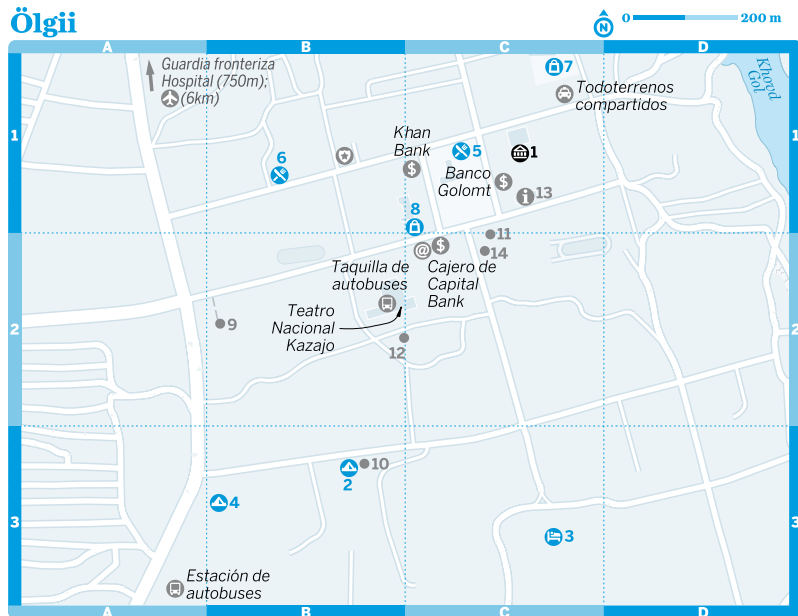 Ölgii
N
0
200 m
A
B
C
D
1
2
3
Guardia fronteriza
Hospital (750m);
(6km)
7
Todoterrenos
compartidos
Khovd
Gol
Khan
Bank
$
6
5
1
Banco
Golomt
$
i
13
8
@
$
11
14
Taquilla de
autobuses
Cajero de
Capital
Bank
Teatro
Nacional
Kazajo
9
12
10
2
4
3
Estación de
autobuses
1
2
3
A
B
C
D